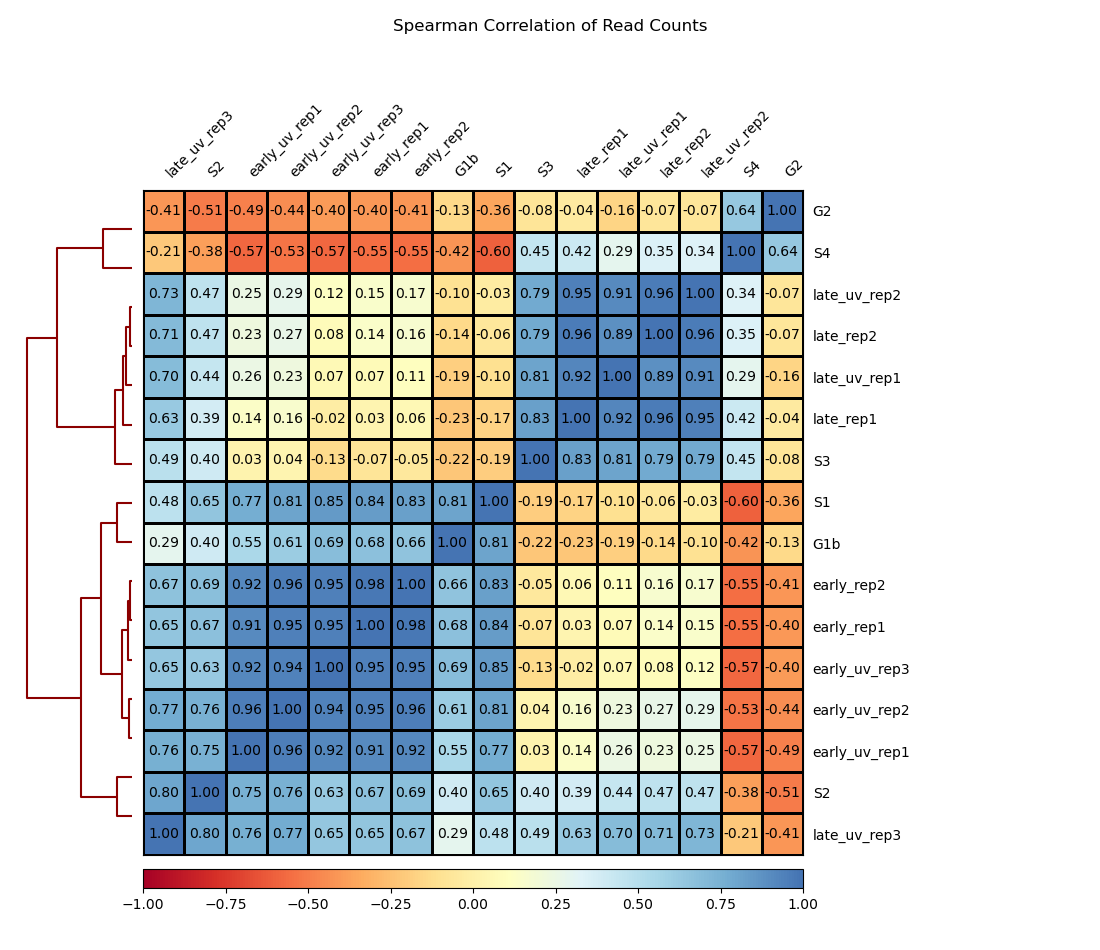 Spearman Correlation of Read Counts
late_uv_rep3 S2 early_uv_rep1 early_uv_rep2 early_uv_rep3 early_rep1 early_rep2 G1b S1 S3 late_rep1 late_uv_rep1 late_rep2 late_uv_rep2 S4 G2
-0.41 -0.51 -0.49 -0.44 -0.40 -0.40 -0.41 -0.13 -0.36 -0.08 -0.04 -0.16 -0.07 -0.07 0.64 1.00 G2
-0.21 -0.38 -0.57 -0.53 -0.57 -0.55 -0.55 -0.42 -0.60 0.45 0.42 0.29 0.35 0.34 1.00 0.64 S4
0.73 0.47 0.25 0.29 0.12 0.15 0.17 -0.10 -0.03 0.79 0.95 0.91 0.96 1.00 0.34 -0.07 late_uv_rep2
0.71 0.47 0.23 0.27 0.08 0.14 0.16 -0.14 -0.06 0.79 0.96 0.89 1.00 0.96 0.35 -0.07 late_rep2
0.70 0.44 0.26 0.23 0.07 0.07 0.11 -0.19 -0.10 0.81 0.92 1.00 0.89 0.91 0.29 -0.16 late_uv_rep1
0.63 0.39 0.14 0.16 -0.02 0.03 0.06 -0.23 -0.17 0.83 1.00 0.92 0.96 0.95 0.42 -0.04 late_rep1
0.49 0.40 0.03 0.04 -0.13 -0.07 -0.05 -0.22 -0.19 1.00 0.83 0.81 0.79 0.79 0.45 -0.08 S3
0.48 0.65 0.77 0.81 0.85 0.84 0.83 0.81 1.00 -0.19 -0.17 -0.10 -0.06 -0.03 -0.60 -0.36 S1
0.29 0.40 0.55 0.61 0.69 0.68 0.66 1.00 0.81 -0.22 -0.23 -0.19 -0.14 -0.10 -0.42 -0.13 G1b
0.67 0.69 0.92 0.96 0.95 0.98 1.00 0.66 0.83 -0.05 0.06 0.11 0.16 0.17 -0.55 -0.41 early_rep2
0.65 0.67 0.91 0.95 0.95 1.00 0.98 0.68 0.84 -0.07 0.03 0.07 0.14 0.15 -0.55 -0.40 early_rep1
0.65 0.63 0.92 0.94 1.00 0.95 0.95 0.69 0.85 -0.13 -0.02 0.07 0.08 0.12 -0.57 -0.40 early_uv_rep3
0.77 0.76 0.96 1.00 0.94 0.95 0.96 0.61 0.81 0.04 0.16 0.23 0.27 0.29 -0.53 -0.44 early_uv_rep2
0.76 0.75 1.00 0.96 0.92 0.91 0.92 0.55 0.77 0.03 0.14 0.26 0.23 0.25 -0.57 -0.49 early_uv_rep1
0.80 1.00 0.75 0.76 0.63 0.67 0.69 0.40 0.65 0.40 0.39 0.44 0.47 0.47 -0.38 -0.51 S2
1.00 0.80 0.76 0.77 0.65 0.65 0.67 0.29 0.48 0.49 0.63 0.70 0.71 0.73 -0.21 -0.41 late_uv_rep3
−1.00 −0.75 −0.50 −0.25 0.00 0.25 0.50 0.75 1.00